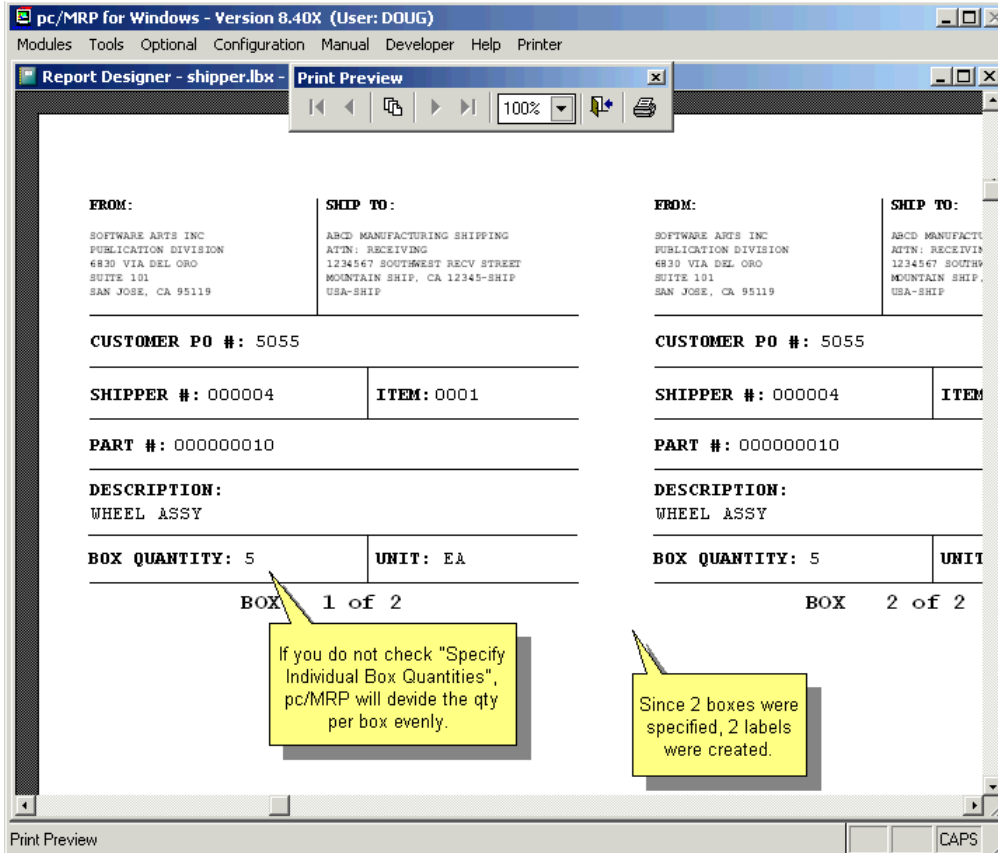 pc/MRP for Windows - Version 8.40X (User: DOUG)
Modules Tools Optional Configuration Manual Developer Help Printer
Report Designer - shipper.lbx -
Print Preview
100%
FROM:
SOFTWARE ARTS INC
PUBLICATION DIVISION
6830 VIA DEL ORO
SUITE 101
SAN JOSE, CA 95119
SHIP TO:
ABCD MANUFACTURING SHIPPING
ATTN: RECEIVING
1234567 SOUTHWEST RECV STREET
MOUNTAIN SHIP, CA 12345-SHIP
USA-SHIP
CUSTOMER PO #: 5055
SHIPPER #: 000004
ITEM: 0001
PART #: 000000010
DESCRIPTION:
WHEEL ASSY
BOX QUANTITY: 5
UNIT: EA
BOX 1 of 2
If you do not check "Specify
Individual Box Quantities",
pc/MRP will devide the qty
per box evenly.
FROM:
SOFTWARE ARTS INC
PUBLICATION DIVISION
6830 VIA DEL ORO
SUITE 101
SAN JOSE, CA 95119
SHIP TO:
ABCD MANUFACTU
ATTN: RECEIVIN
1234567 SOUTHW
MOUNTAIN SHIP,
USA-SHIP
CUSTOMER PO #: 5055
SHIPPER #: 000004
ITEM
PART #: 000000010
DESCRIPTION:
WHEEL ASSY
BOX QUANTITY: 5
UNIT
BOX 2 of 2
Since 2 boxes were
specified, 2 labels
were created.
Print Preview
CAPS